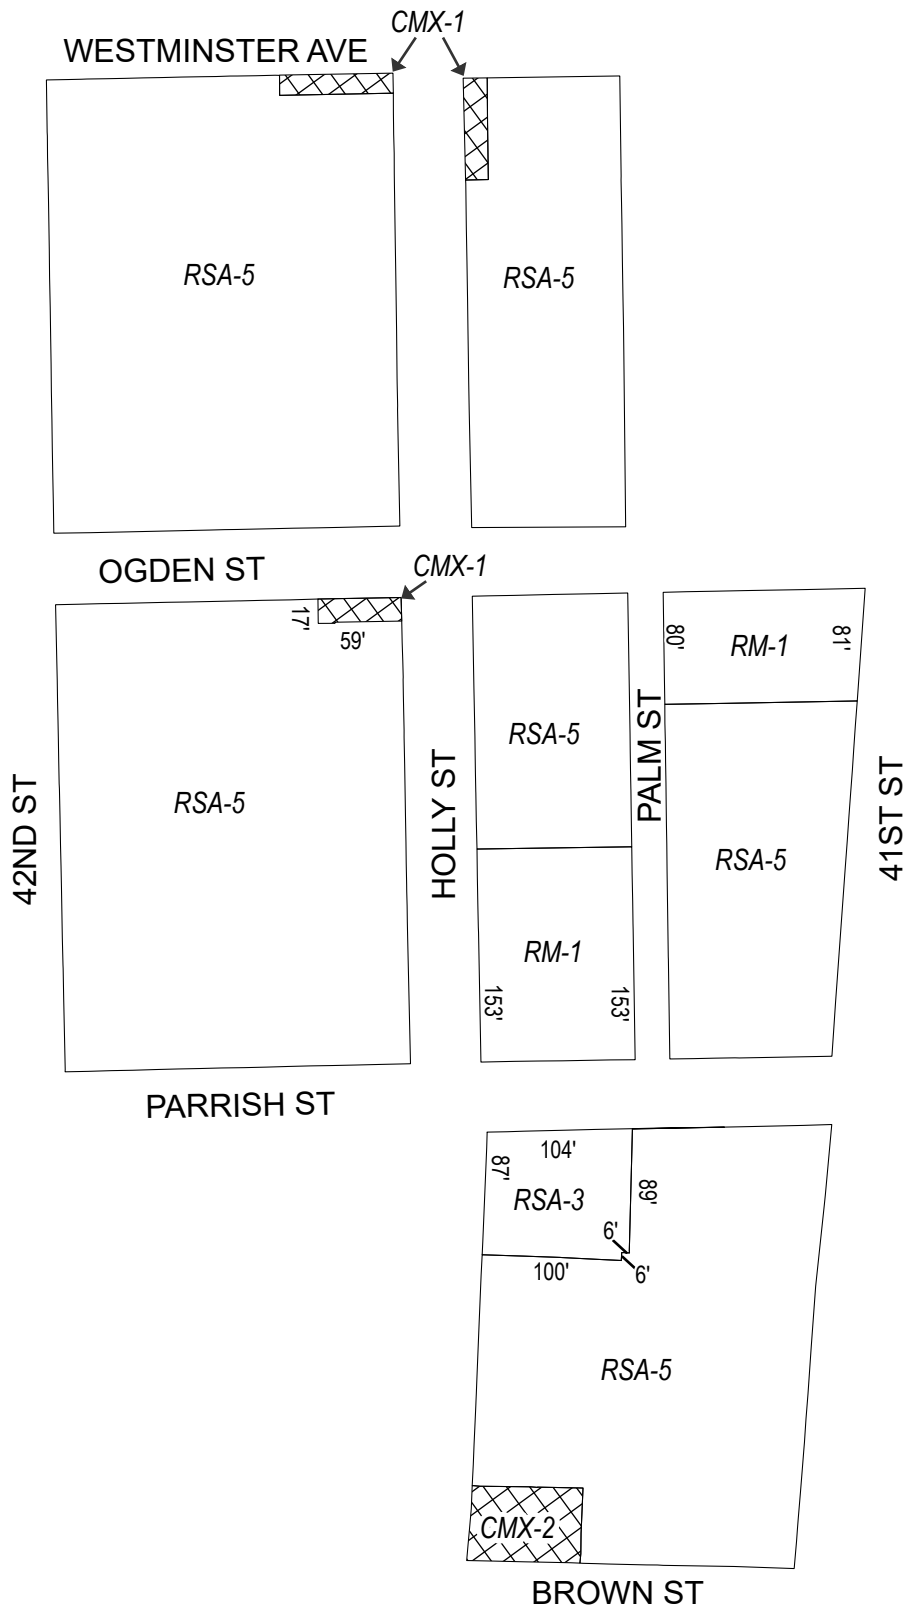 CMX-1
WESTMINSTER AVE
RSA-5
RSA-5
OGDEN ST
CMX-1
17'
59'
80'
RM-1
81'
RSA-5
PALM ST
42ND ST
RSA-5
HOLLY ST
RSA-5
41ST ST
RM-1
153'
153'
PARRISH ST
104'
87'
RSA-3
89'
6'
100'
6'
RSA-5
CMX-2
BROWN ST